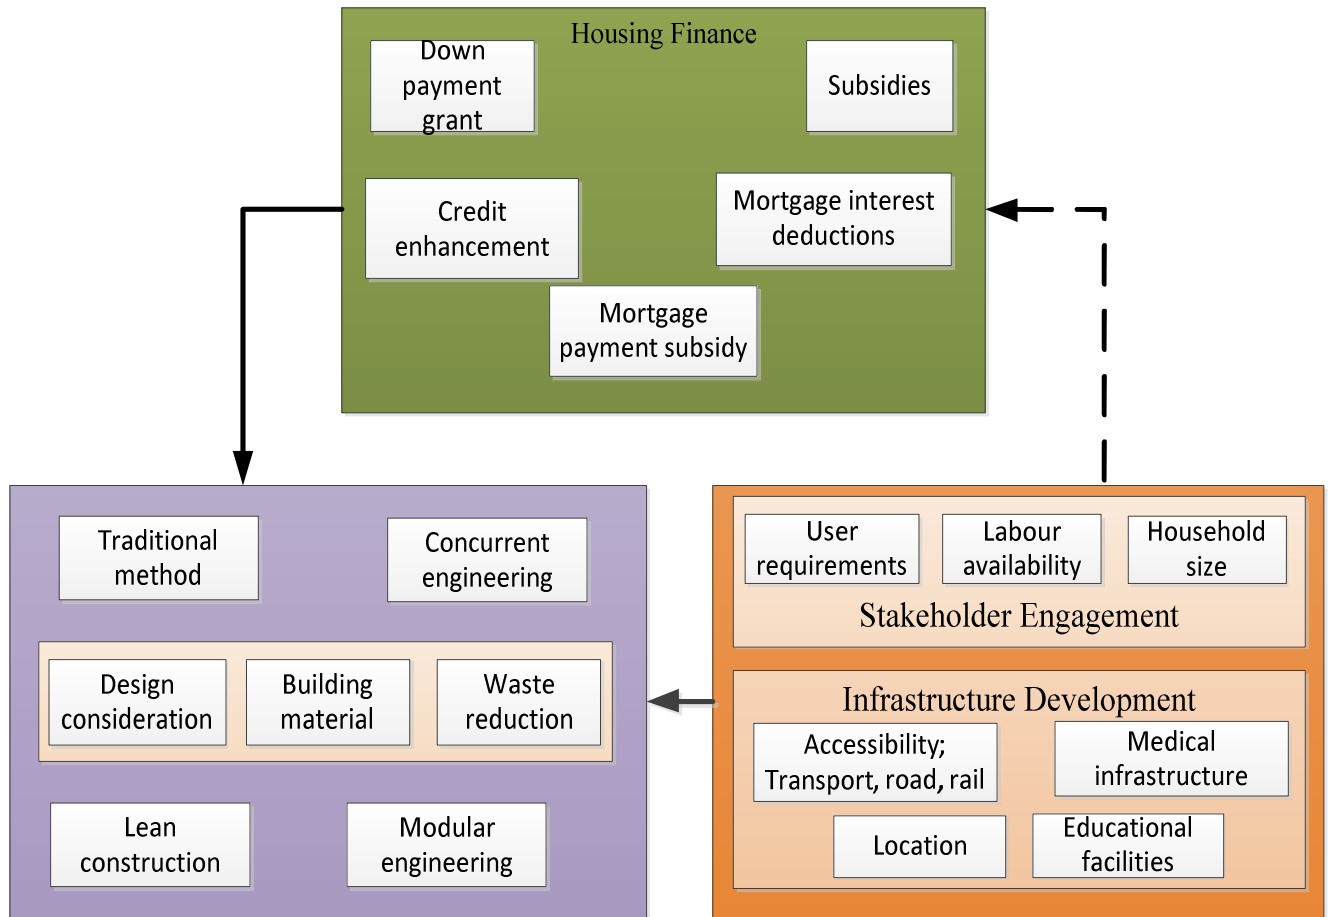 Housing Finance
Down
payment
grant
Subsidies
Credit
enhancement
Mortgage interest
deductions
Mortgage
payment subsidy
Traditional
method
Concurrent
engineering
Design
consideration
Building
material
Waste
reduction
Lean
construction
Modular
engineering
User
requirements
Labour
availability
Household
size
Stakeholder Engagement
Infrastructure Development
Accessibility;
Transport, road, rail
Medical
infrastructure
Location
Educational
facilities